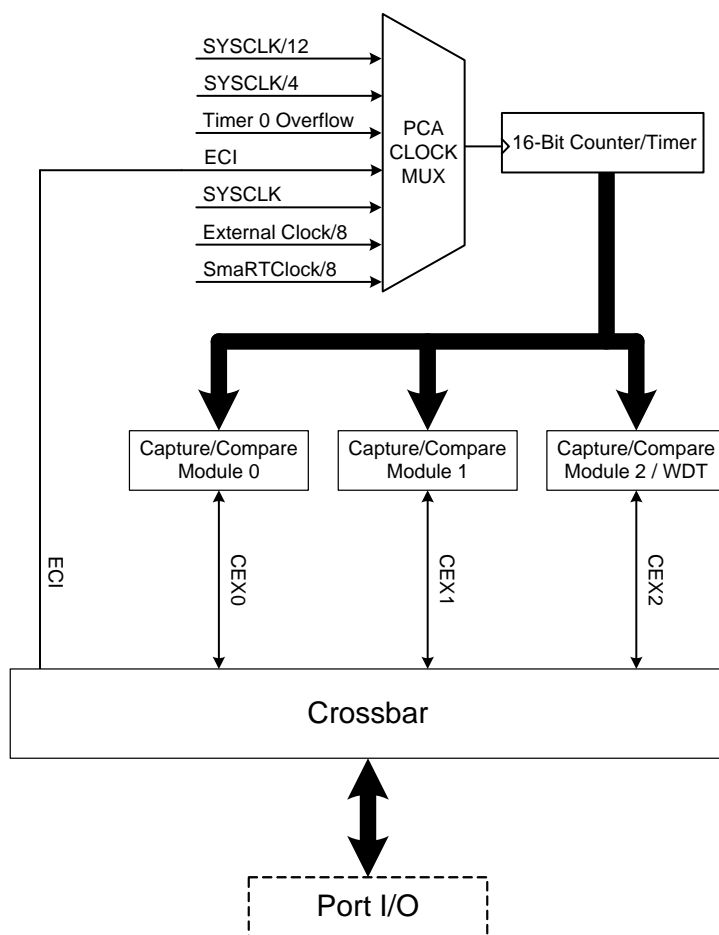 SYSCLK/12
SYSCLK/4
Timer 0 Overflow
ECI
SYSCLK
External Clock/8
SmaRTClock/8
PCA
CLOCK
MUX
16-Bit Counter/Timer
Capture/Compare
Module 0
Capture/Compare
Module 1
Capture/Compare
Module 2 / WDT
ECI
CEX0
CEX1
CEX2
Crossbar
Port I/O